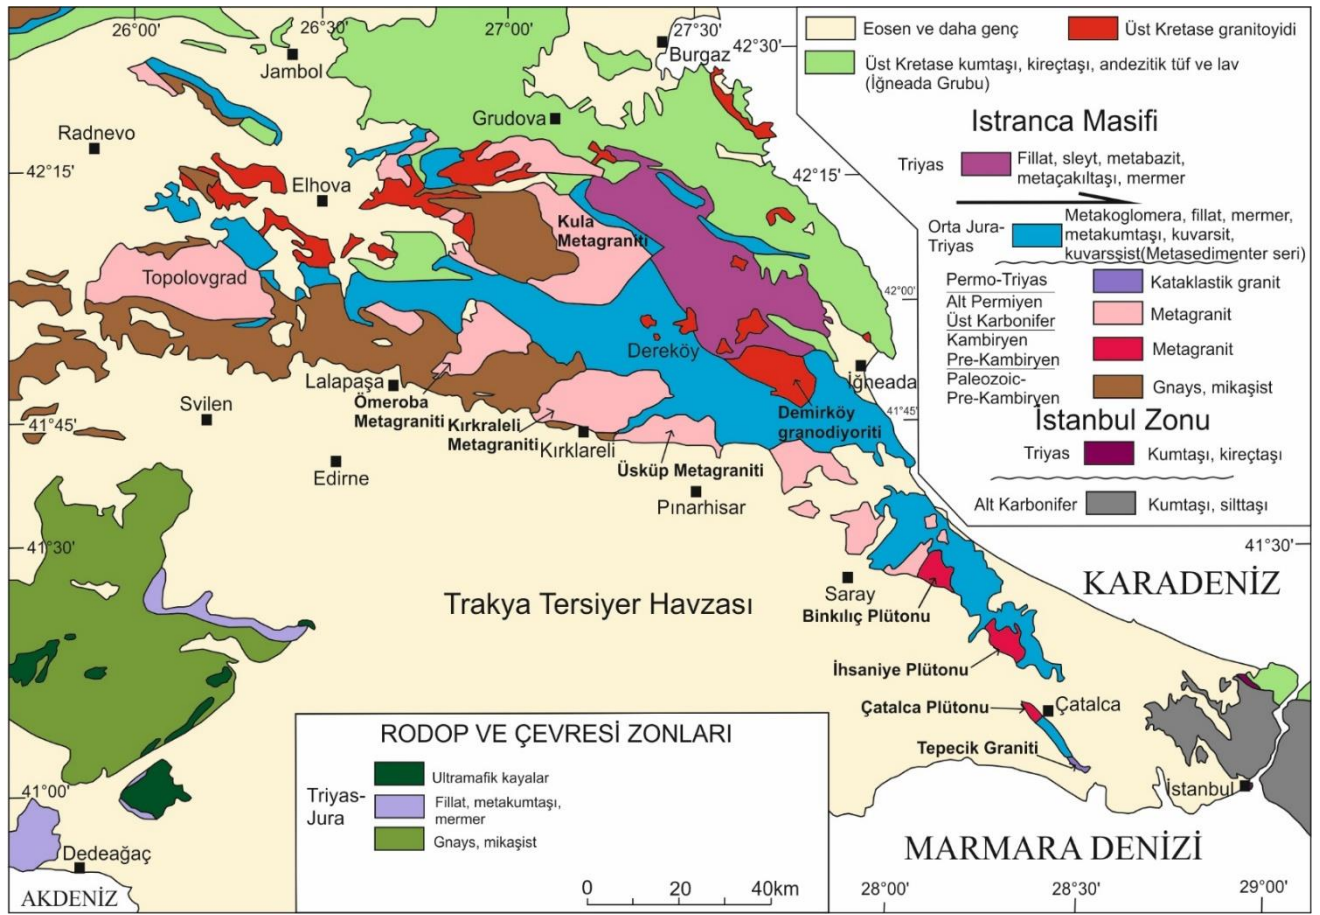 26°00'
26°30'
27°00'
27°30'
42°30'
Burgaz
Jambol
Radnevo
Grudova
42°15'
42°15'
Elhova
Kula
Metagraniti
Topolovgrad
42°00'
Dereköy
İğneada
Lalapaşa
Ömeroba
Metagraniti
Demirköy
granodiyoriti
41°45'
Svilen
41°45'
Kırkraleli
Metagraniti
Kırklareli
Üsküp Metagraniti
Edirne
Pınarhisar
41°30'
41°30'
KARADENİZ
Trakya Tersiyer Havzası
Saray
Binkılıç Plütonu
İhsaniye Plütonu
Çatalca Plütonu
Çatalca
Tepecik Graniti
İstanbul
41°00'
Dedeağaç
AKDENİZ
MARMARA DENİZİ
28°00'
28°30'
29°00'
0 20 40km
Eosen ve daha genç
Üst Kretase granitoyidi
Üst Kretase kumtaşı, kireçtaşı, andezitik tüf ve lav
(İğneada Grubu)
Istranca Masifi
Triyas
Fillat, sleyt, metabazit,
metaçakıltaşı, mermer
Orta Jura-
Triyas
Metakoglomera, fillat, mermer,
metakumtaşı, kuvarsit,
kuvarsşist(Metasedimenter seri)
Permo-Triyas
Kataklastik granit
Alt Permiyen
Üst Karbonifer
Metagranit
Kambiryen
Pre-Kambiryen
Metagranit
Paleozoic-
Pre-Kambiryen
Gnays, mikaşist
İstanbul Zonu
Triyas
Kumtaşı, kireçtaşı
Alt Karbonifer
Kumtaşı, silttaşı
RODOP VE ÇEVRESİ ZONLARI
Triyas-
Jura
Ultramafik kayalar
Fillat, metakumtaşı,
mermer
Gnays, mikaşist